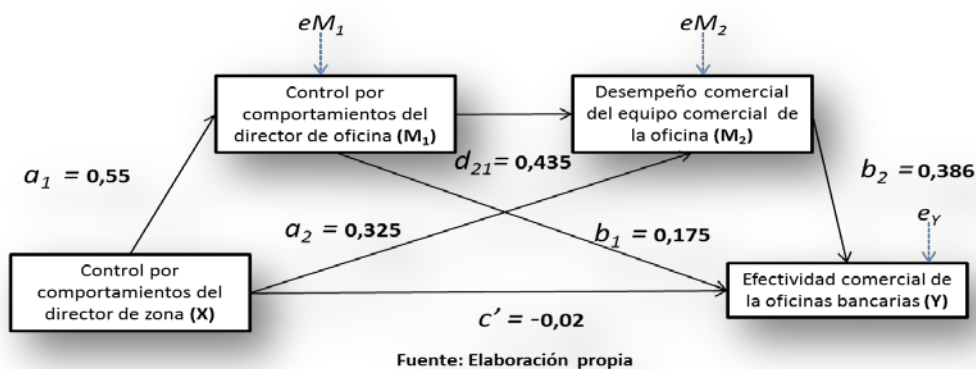 eM₁
eM₂
Control por
comportamientos del
director de oficina (M₁)
Desempeño comercial
del equipo comercial de
la oficina (M₂)
a₁ = 0,55
d₂₁= 0,435
b₂ = 0,386
a₂ = 0,325
b₁ = 0,175
e_Y
Control por
comportamientos del
director de zona (X)
Efectividad comercial de
la oficinas bancarias (Y)
c’ = -0,02
Fuente: Elaboración propia